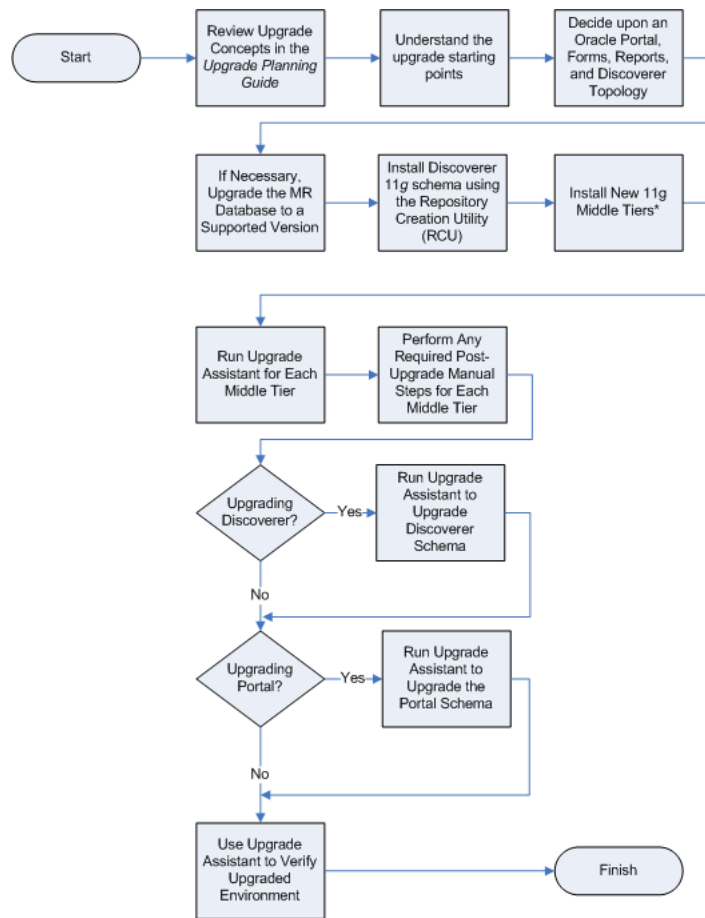 Start
Review Upgrade
Concepts in the
Upgrade Planning
Guide
Understand the
upgrade starting
points
Decide upon an
Oracle Portal,
Forms, Reports,
and Discoverer
Topology
If Necessary,
Upgrade the MR
Database to a
Supported Version
Install Discoverer
11g schema using
the Repository
Creation Utility
(RCU)
Install New 11g
Middle Tiers*
Run Upgrade
Assistant for Each
Middle Tier
Perform Any
Required Post-
Upgrade Manual
Steps for Each
Middle Tier
Upgrading
Discoverer?
Yes
Run Upgrade
Assistant to
Upgrade
Discoverer
Schema
No
Upgrading
Portal?
Yes
Run Upgrade
Assistant to
Upgrade the
Portal Schema
No
Use Upgrade
Assistant to Verify
Upgraded
Environment
Finish